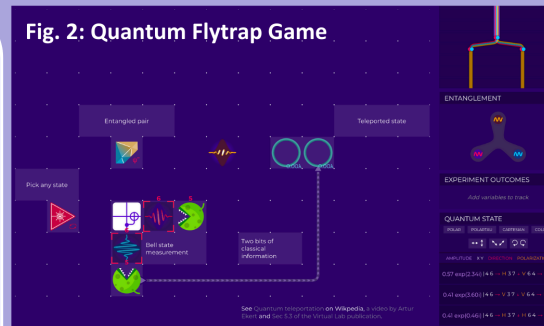 Fig. 2: Quantum Flytrap Game
Entangled pair
Teleported state
ENTANGLEMENT
Pick any state
EXPERIMENT OUTCOMES
Add variables to track
Bell state
measurement
Two bits of
classical
information
QUANTUM STATE
POLAR POLAR(TAU) CARTESIAN
AMPLITUDE X Y DIRECTION POLARIZATION
See Quantum teleportation on Wikipedia, a video by Artur
Ekert and Sec 5.3 of the Virtual Lab publication.